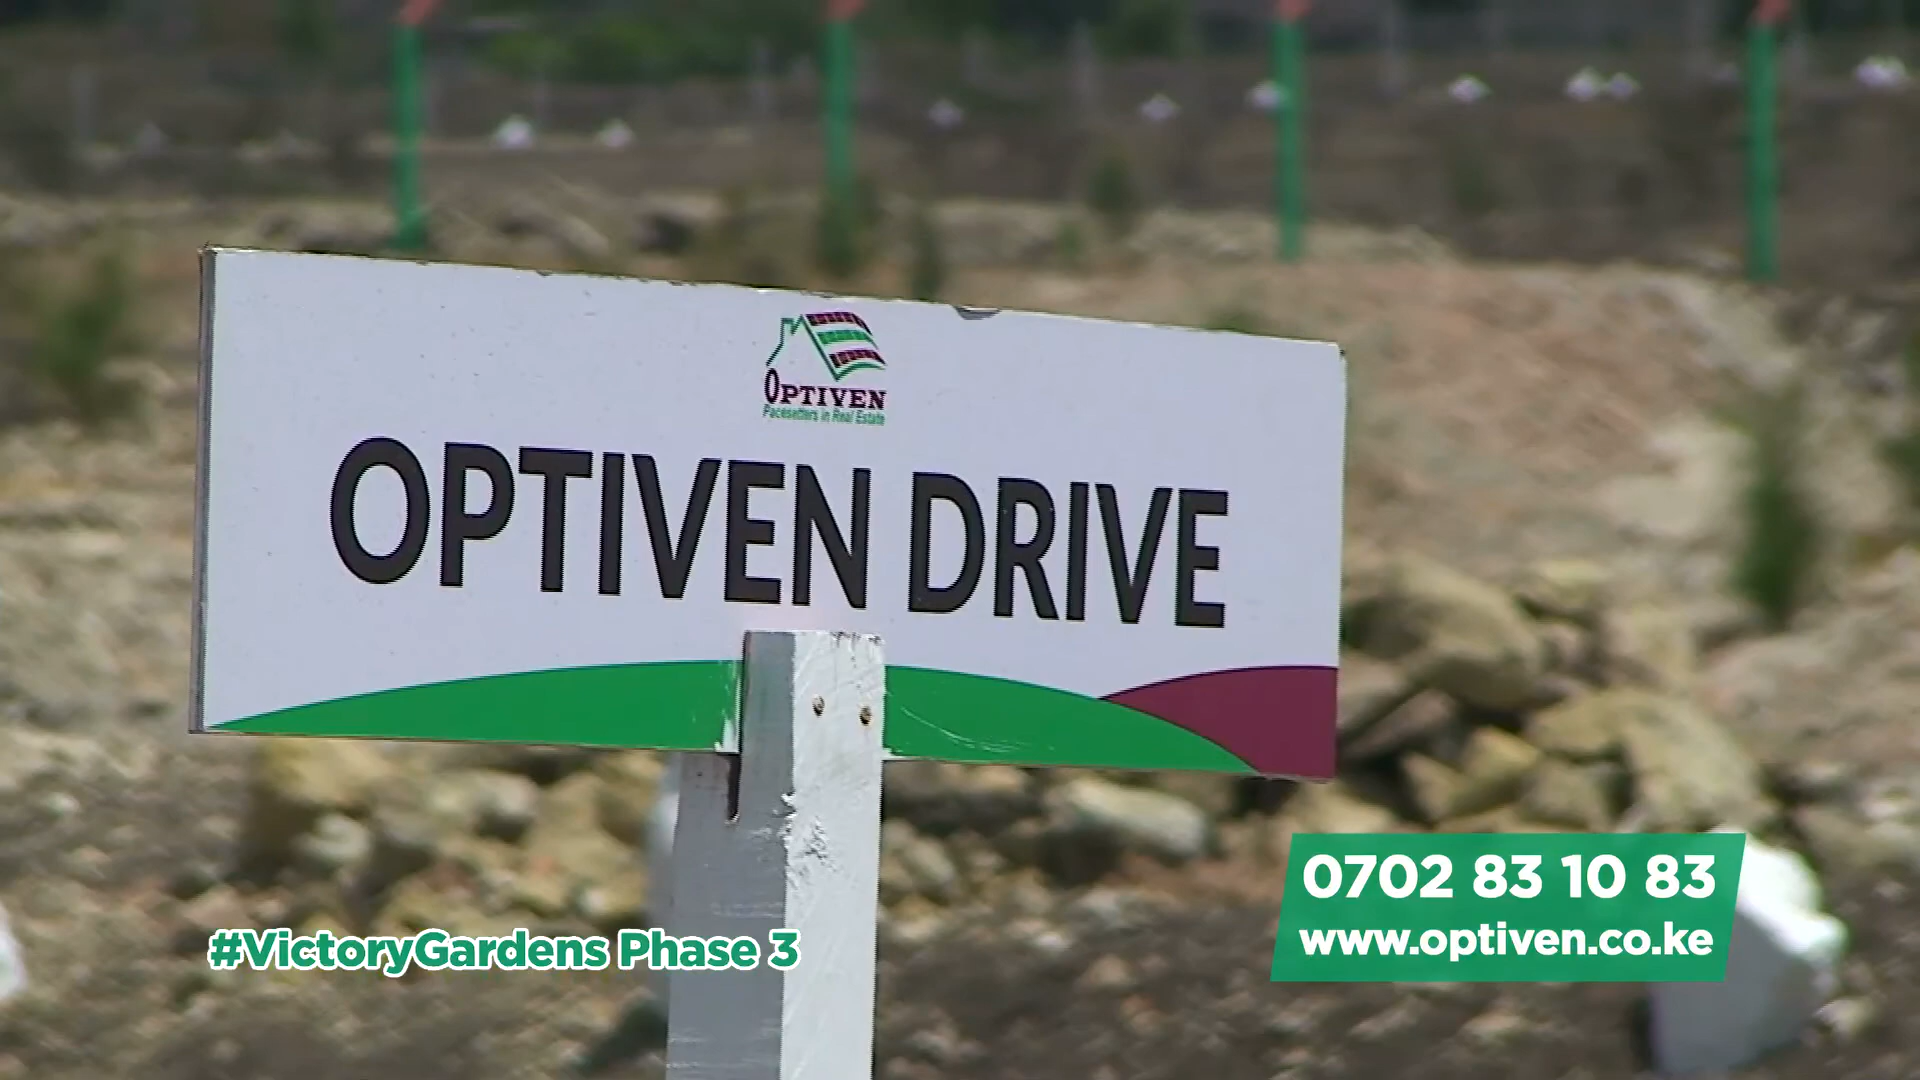 OPTIVEN
Pacesetters in Real Estate
OPTIVEN DRIVE
#VictoryGardens Phase 3
0702 83 10 83
www.optiven.co.ke